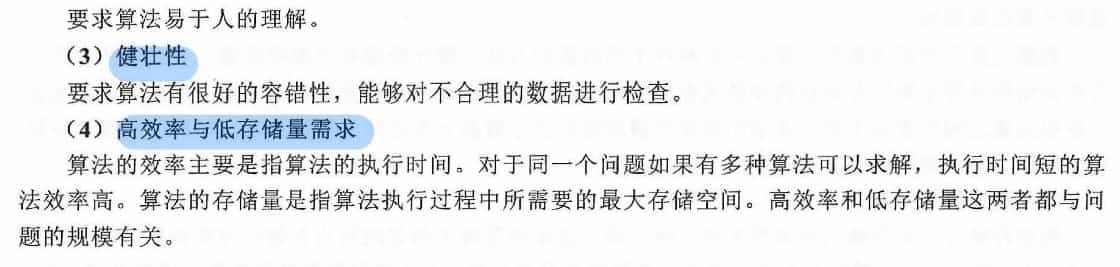 要求算法易于人的理解。
（3）健壮性
要求算法有很好的容错性，能够对不合理的数据进行检查。
（4）高效率与低存储量需求
算法的效率主要是指算法的执行时间。对于同一个问题如果有多种算法可以求解，执行时间短的算
法效率高。算法的存储量是指算法执行过程中所需要的最大存储空间。高效率和低存储量这两者都与问
题的规模有关。